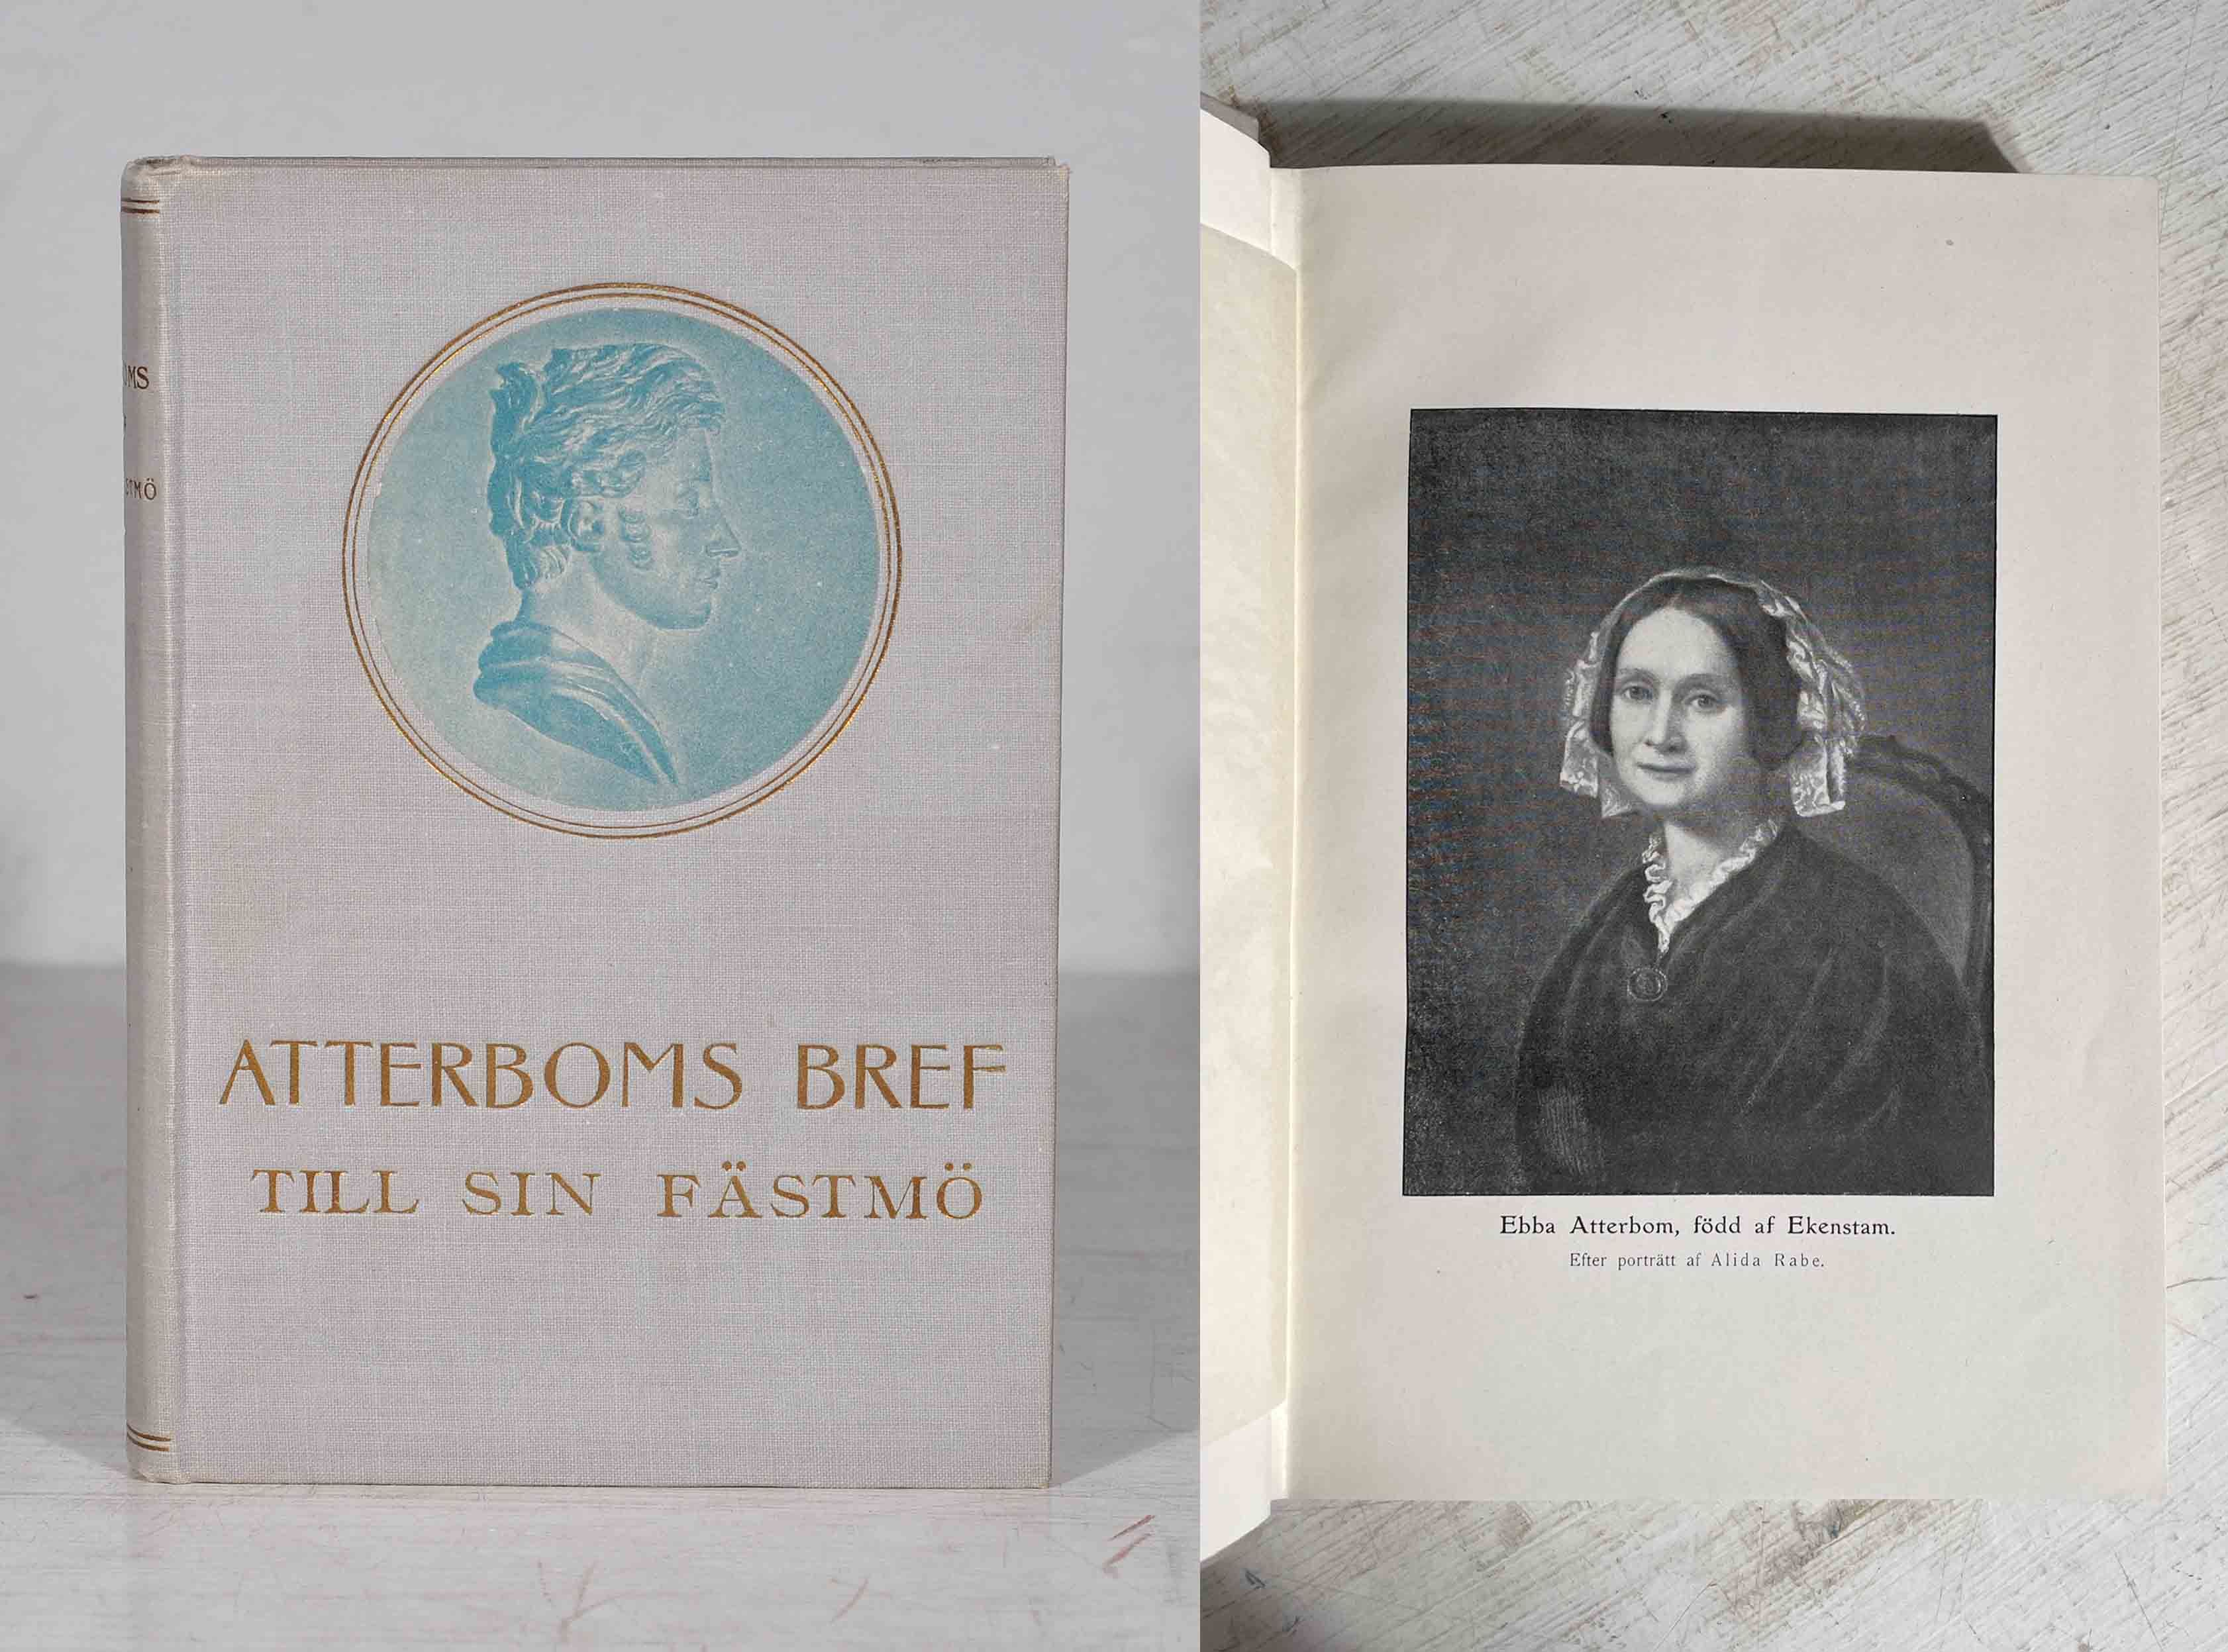 ATTERBOMS BREF
TILL SIN FÄSTMÖ
Ebba Atterbom, född af Ekenstam.
Efter porträtt af Alida Rabe.